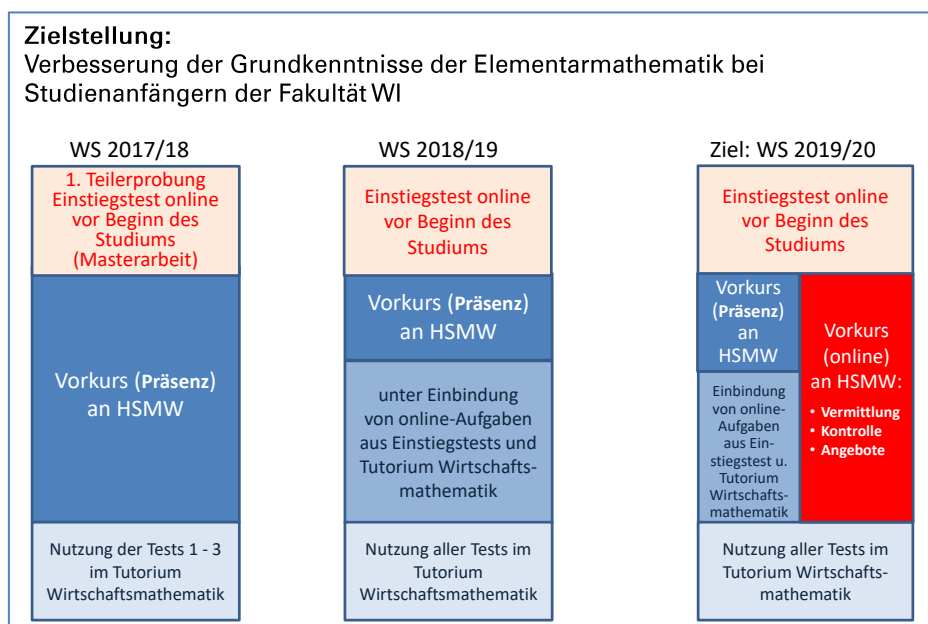 Zielstellung:
Verbesserung der Grundkenntnisse der Elementarmathematik bei
Studienanfängern der Fakultät WI
WS 2017/18
1. Teilerprobung
Einstiegstest online
vor Beginn des
Studiums
(Masterarbeit)
Vorkurs (Präsenz)
an HSMW
Nutzung der Tests 1 - 3
im Tutorium
Wirtschaftsmathematik
WS 2018/19
Einstiegstest online
vor Beginn des
Studiums
Vorkurs (Präsenz)
an HSMW
unter Einbindung
von online-Aufgaben
aus Einstiegstests und
Tutorium Wirtschafts-
mathematik
Nutzung aller Tests im
Tutorium
Wirtschaftsmathematik
Ziel: WS 2019/20
Einstiegstest online
vor Beginn des
Studiums
Vorkurs
(Präsenz)
an
HSMW
Einbindung
von online-
Aufgaben
aus Ein-
stiegstest u.
Tutorium
Wirtschafts-
mathematik
Vorkurs
(online)
an HSMW:
• Vermittlung
• Kontrolle
• Angebote
Nutzung aller Tests im
Tutorium Wirtschafts-
mathematik